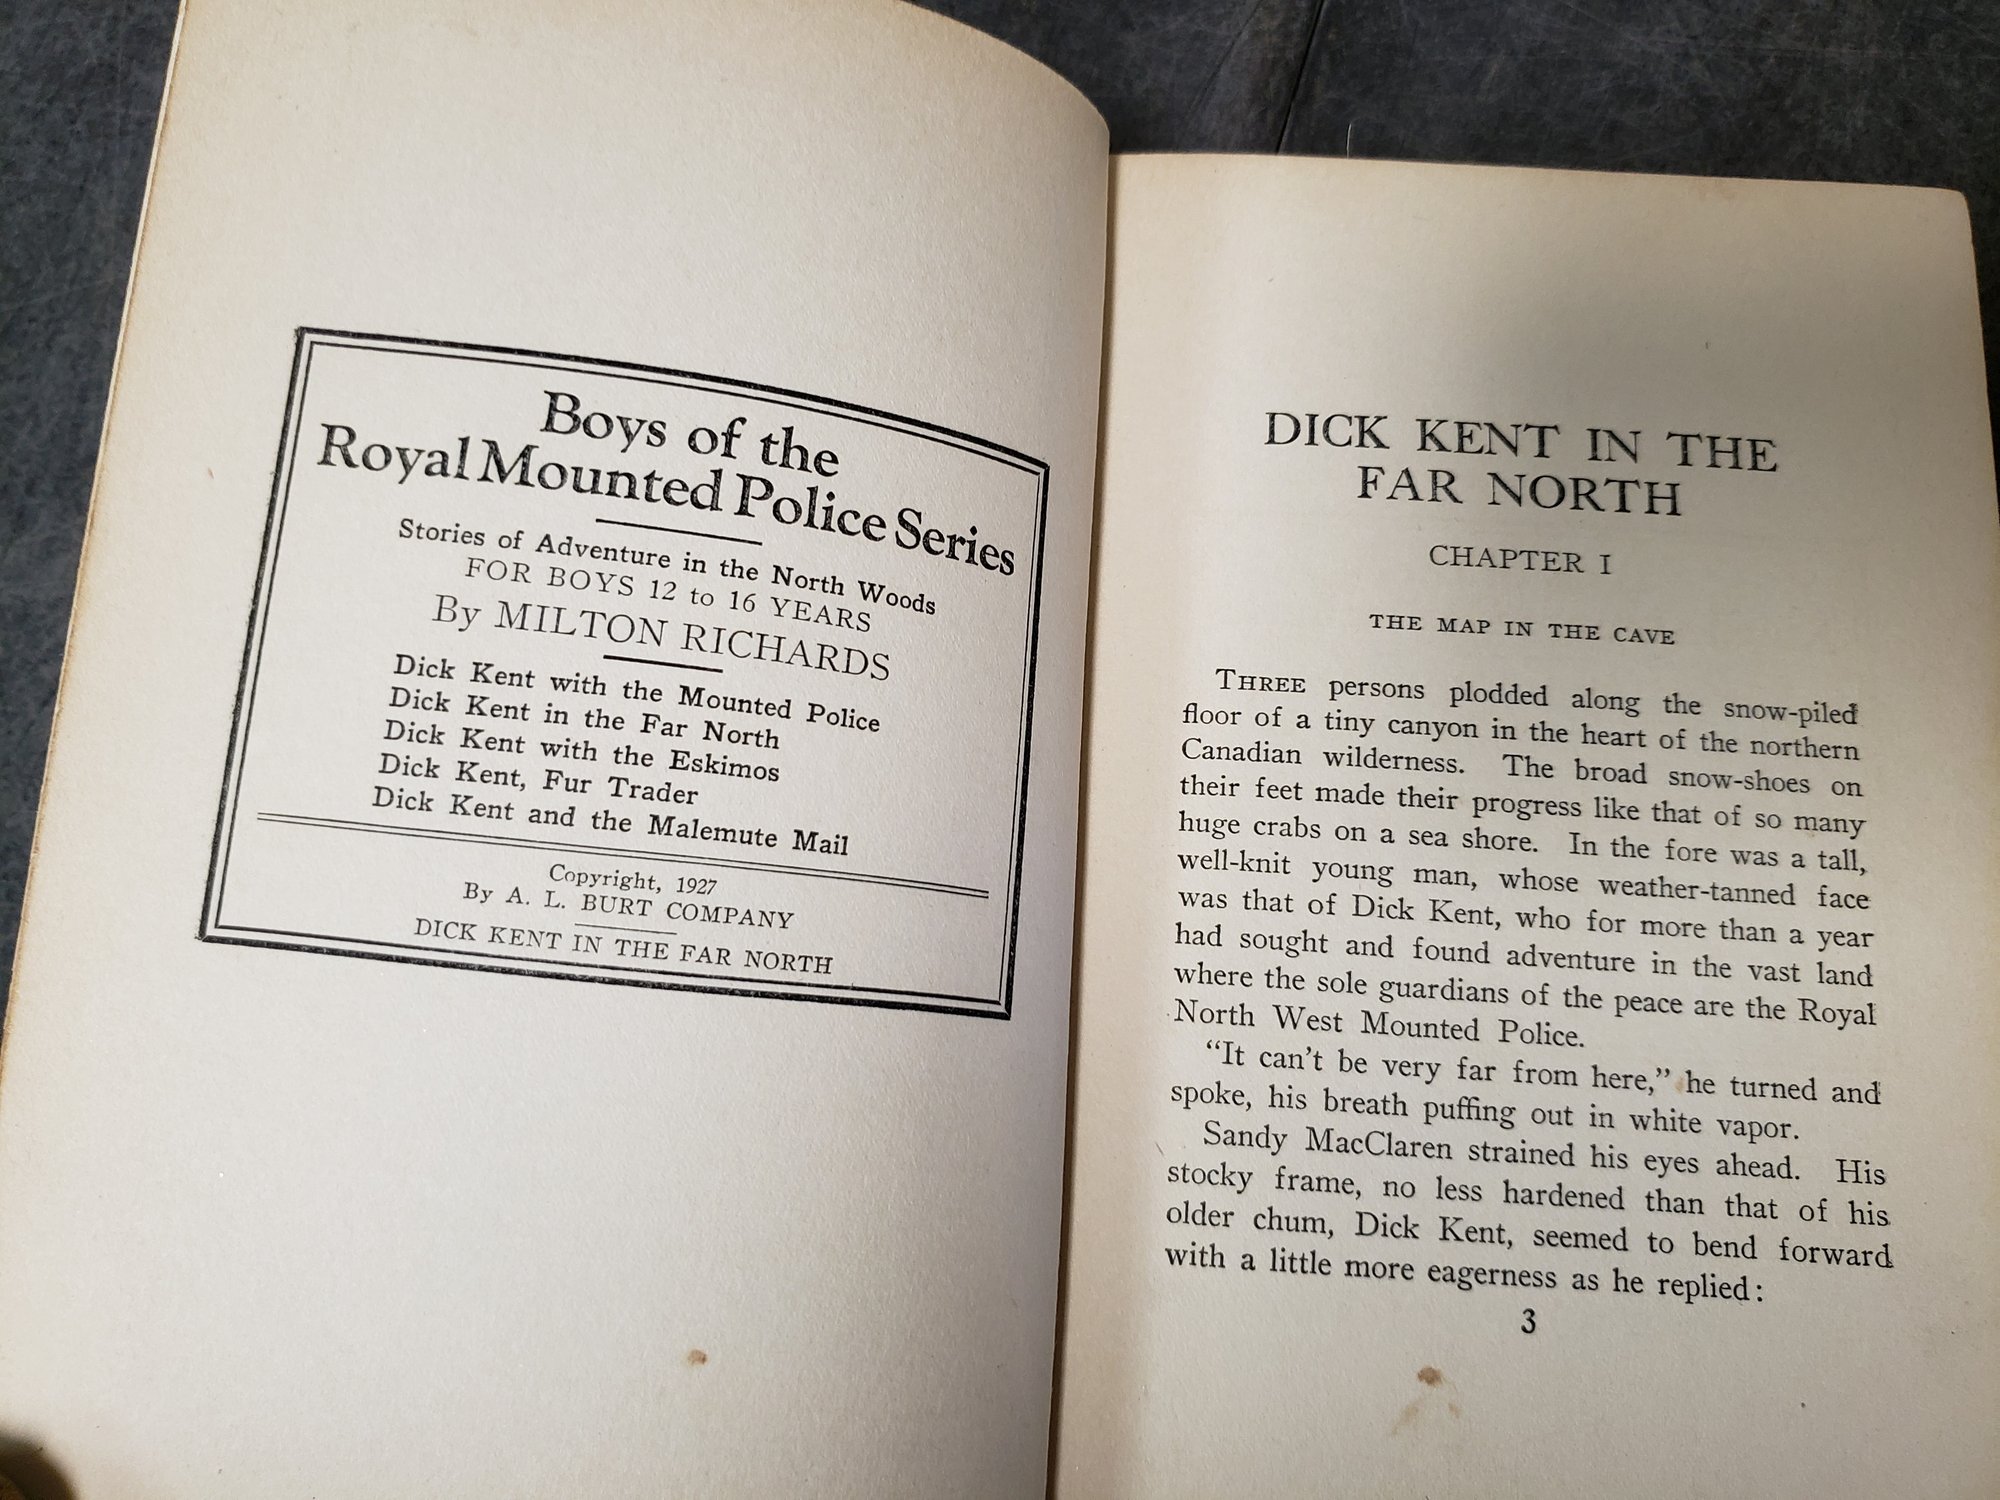 Boys of the
Royal Mounted Police Series
Stories of Adventure in the North Woods
FOR BOYS 12 to 16 YEARS
By MILTON RICHARDS
Dick Kent with the Mounted Police
Dick Kent in the Far North
Dick Kent with the Eskimos
Dick Kent, Fur Trader
Dick Kent and the Malemute Mail
Copyright, 1927
By A. L. BURT COMPANY
DICK KENT IN THE FAR NORTH
DICK KENT IN THE
FAR NORTH
CHAPTER I
THE MAP IN THE CAVE
THREE persons plodded along the snow-piled
floor of a tiny canyon in the heart of the northern
Canadian wilderness. The broad snow-shoes on
their feet made their progress like that of so many
huge crabs on a sea shore. In the fore was a tall,
well-knit young man, whose weather-tanned face
was that of Dick Kent, who for more than a year
had sought and found adventure in the vast land
where the sole guardians of the peace are the Royal
North West Mounted Police.
"It can't be very far from here," he turned and
spoke, his breath puffing out in white vapor.
Sandy MacClaren strained his eyes ahead. His
stocky frame, no less hardened than that of his
older chum, Dick Kent, seemed to bend forward
with a little more eagerness as he replied:
3